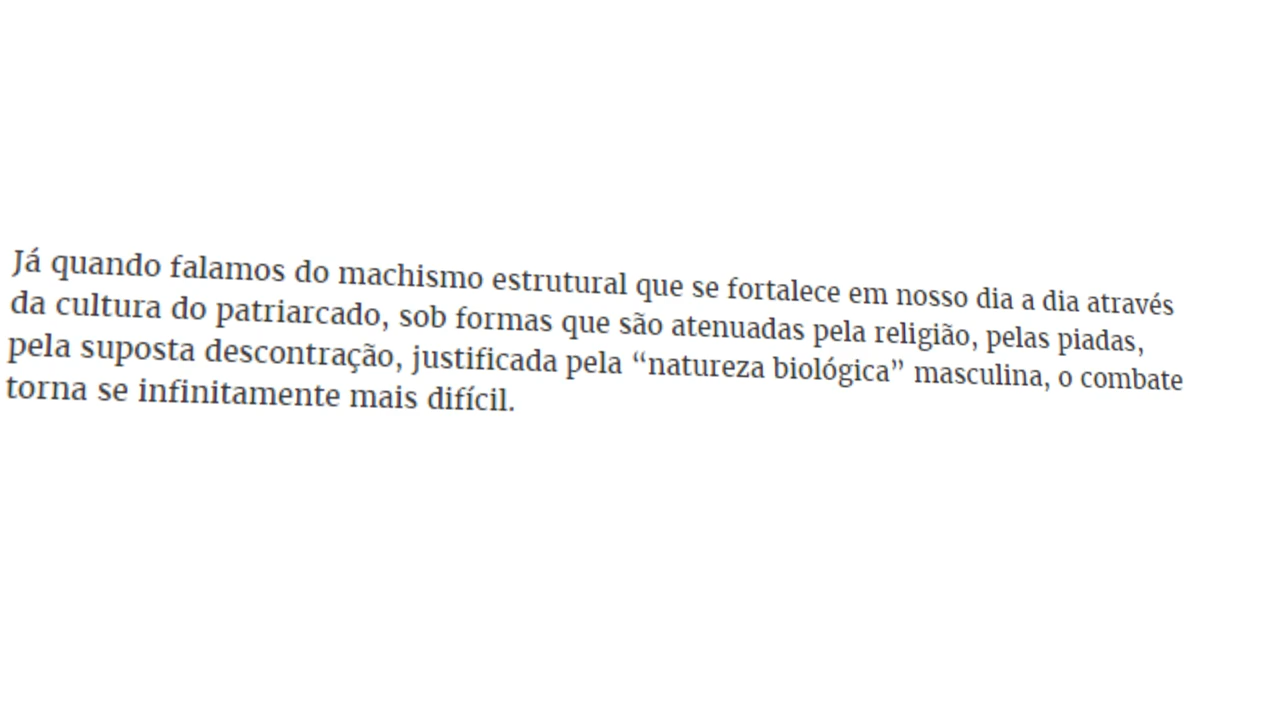 Já quando falamos do machismo estrutural que se fortalece em nosso dia a dia através
da cultura do patriarcado, sob formas que são atenuadas pela religião, pelas piadas,
pela suposta descontração, justificada pela “natureza biológica” masculina, o combate
torna se infinitamente mais difícil.